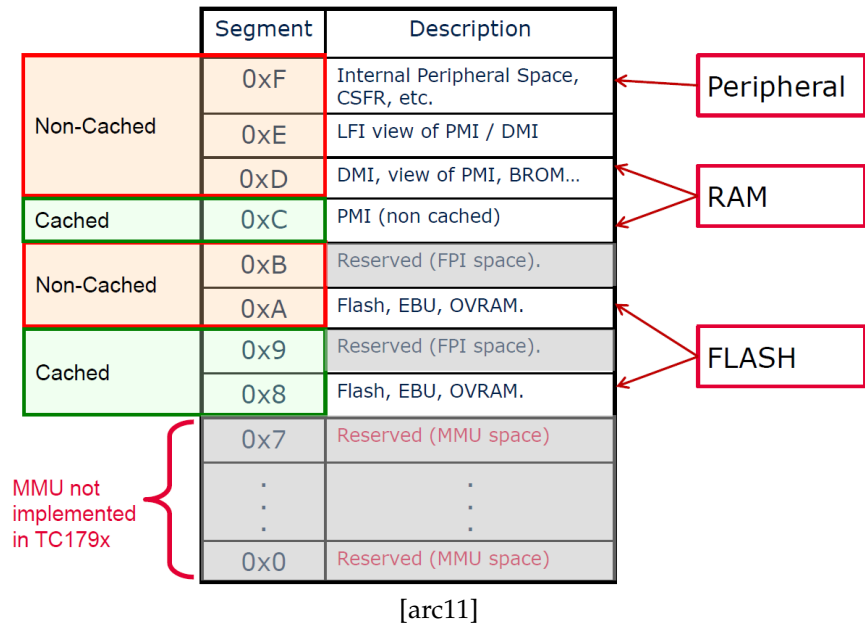 Segment Description
0xF Internal Peripheral Space,
CSFR, etc.
Peripheral
Non-Cached
0xE LFI view of PMI / DMI
0xD DMI, view of PMI, BROM...
RAM
Cached
0xC PMI (non cached)
Non-Cached
0xB Reserved (FPI space).
0xA Flash, EBU, OVRAM.
Cached
0x9 Reserved (FPI space).
FLASH
0x8 Flash, EBU, OVRAM.
0x7 Reserved (MMU space)
MMU not
implemented
in TC179x
. .
. .
. .
0x0 Reserved (MMU space)
[arc11]